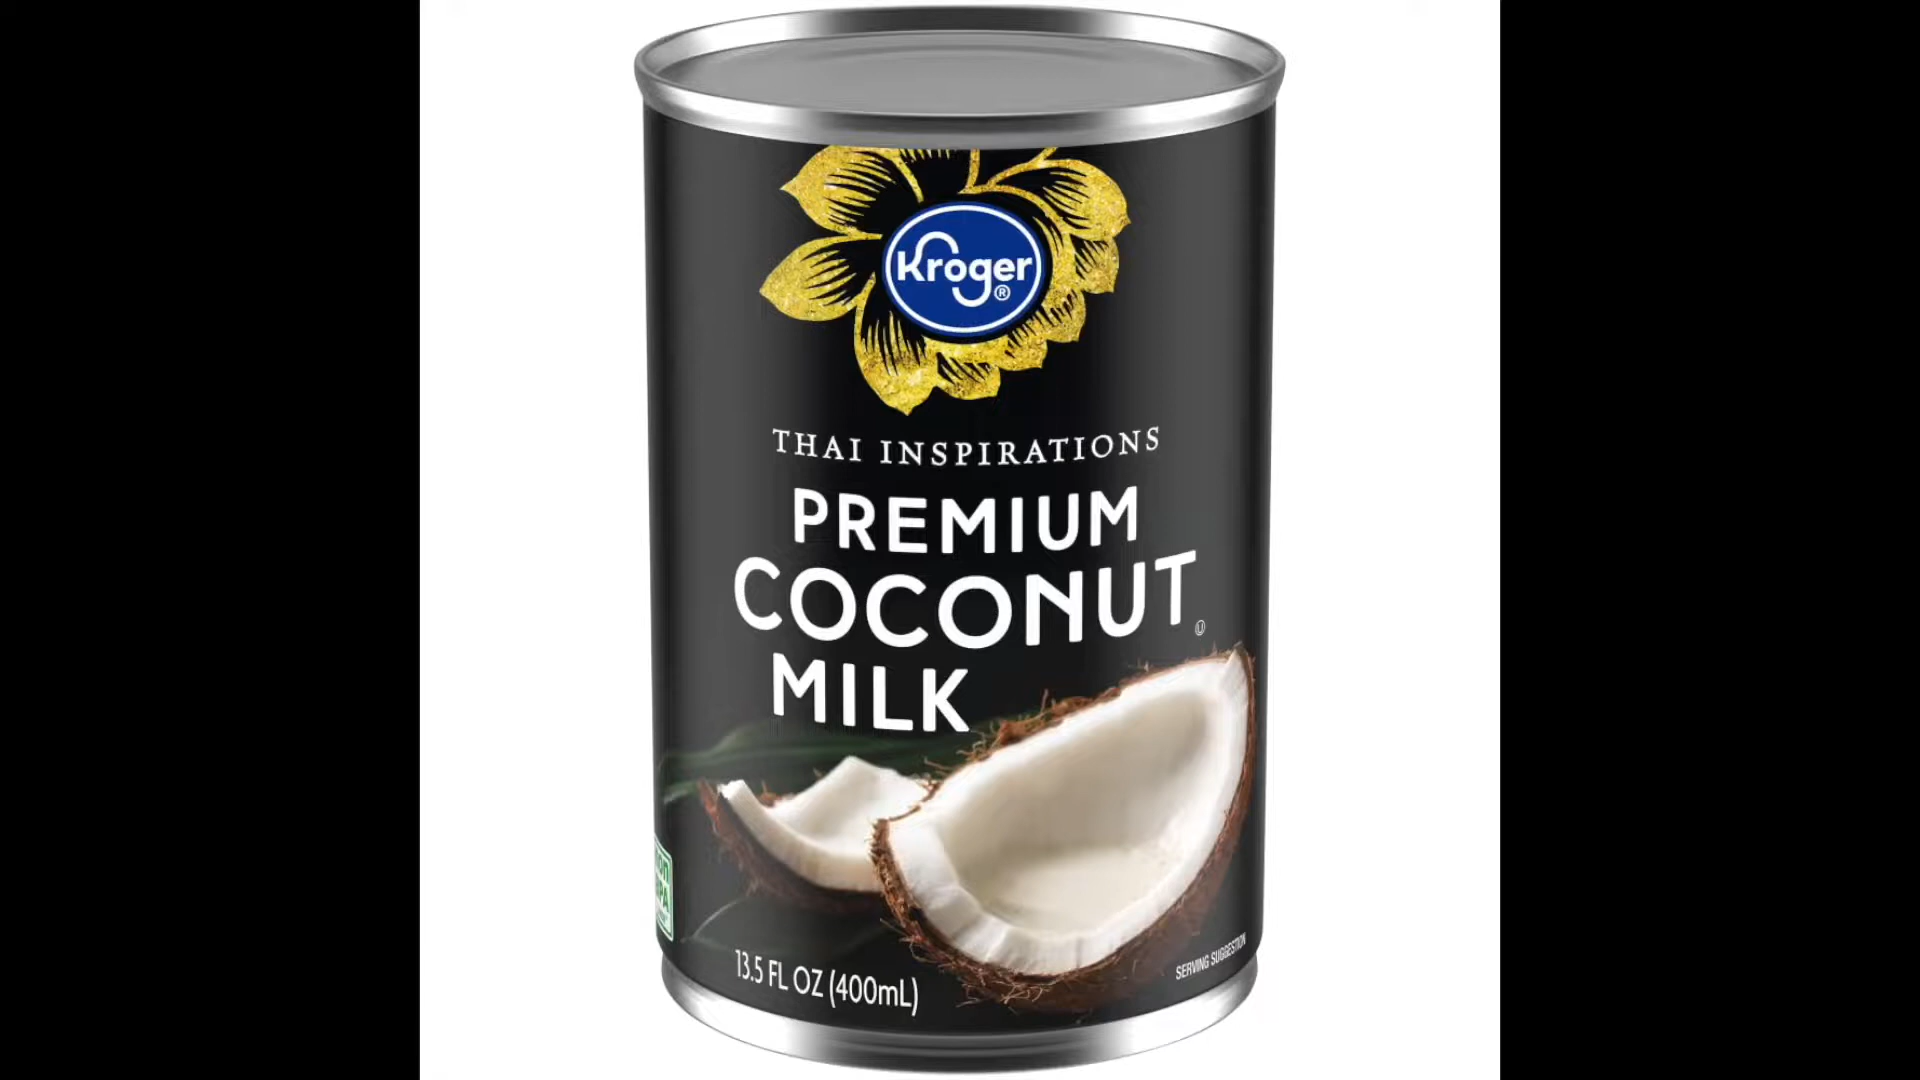 Kroger®
THAI INSPIRATIONS
PREMIUM
COCONUT
MILK
13.5 FL OZ (400mL)
SERVING SUGGESTION